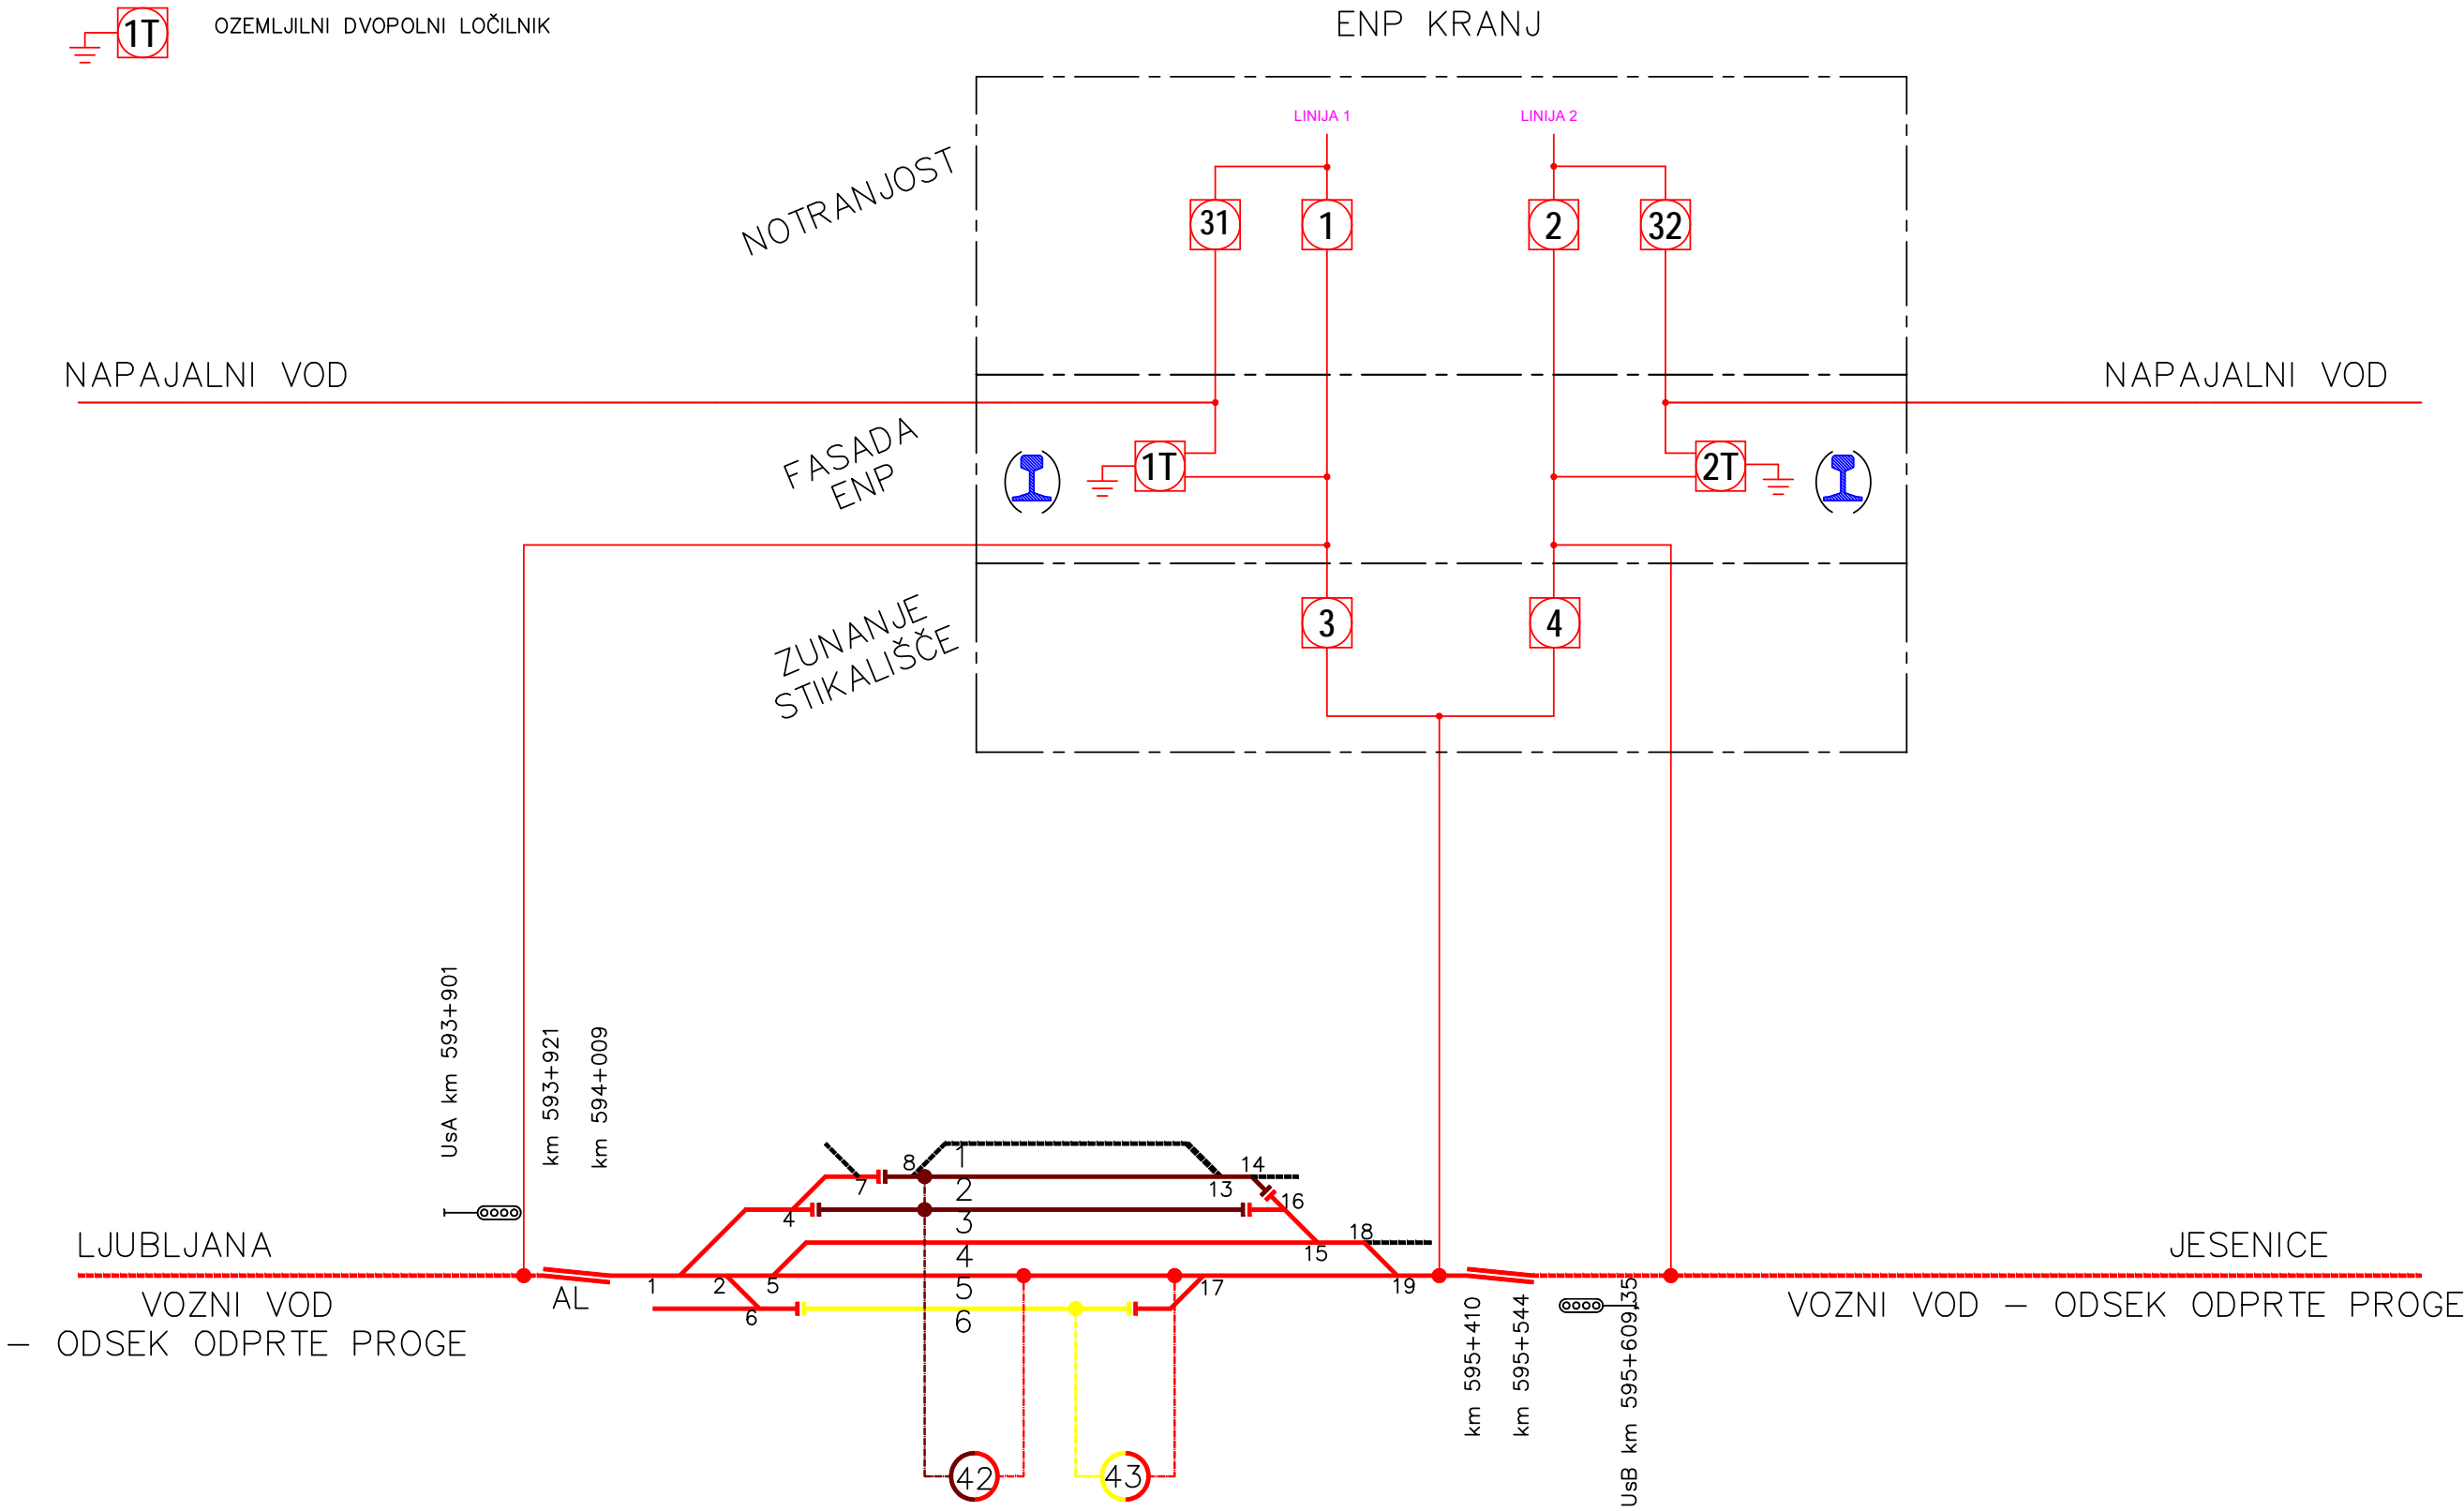 1T
OZEMLJILNI DVOPOLNI LOČILNIK
ENP KRANJ
LINIJA 1
LINIJA 2
NOTRANJOST
31
1
2
32
NAPAJALNI VOD
NAPAJALNI VOD
FASADA
ENP
1T
2T
ZUNANJE
STIKALIŠČE
3
4
UsA km 593+901
km 593+921
km 594+009
8
1
14
7
2
13
16
4
3
18
LJUBLJANA
4
15
JESENICE
1
2
5
5
17
19
AL
VOZNI VOD
- ODSEK ODPRTE PROGE
6
6
VOZNI VOD - ODSEK ODPRTE PROGE
km 595+410
km 595+544
UsB km 595+609,35
42
43